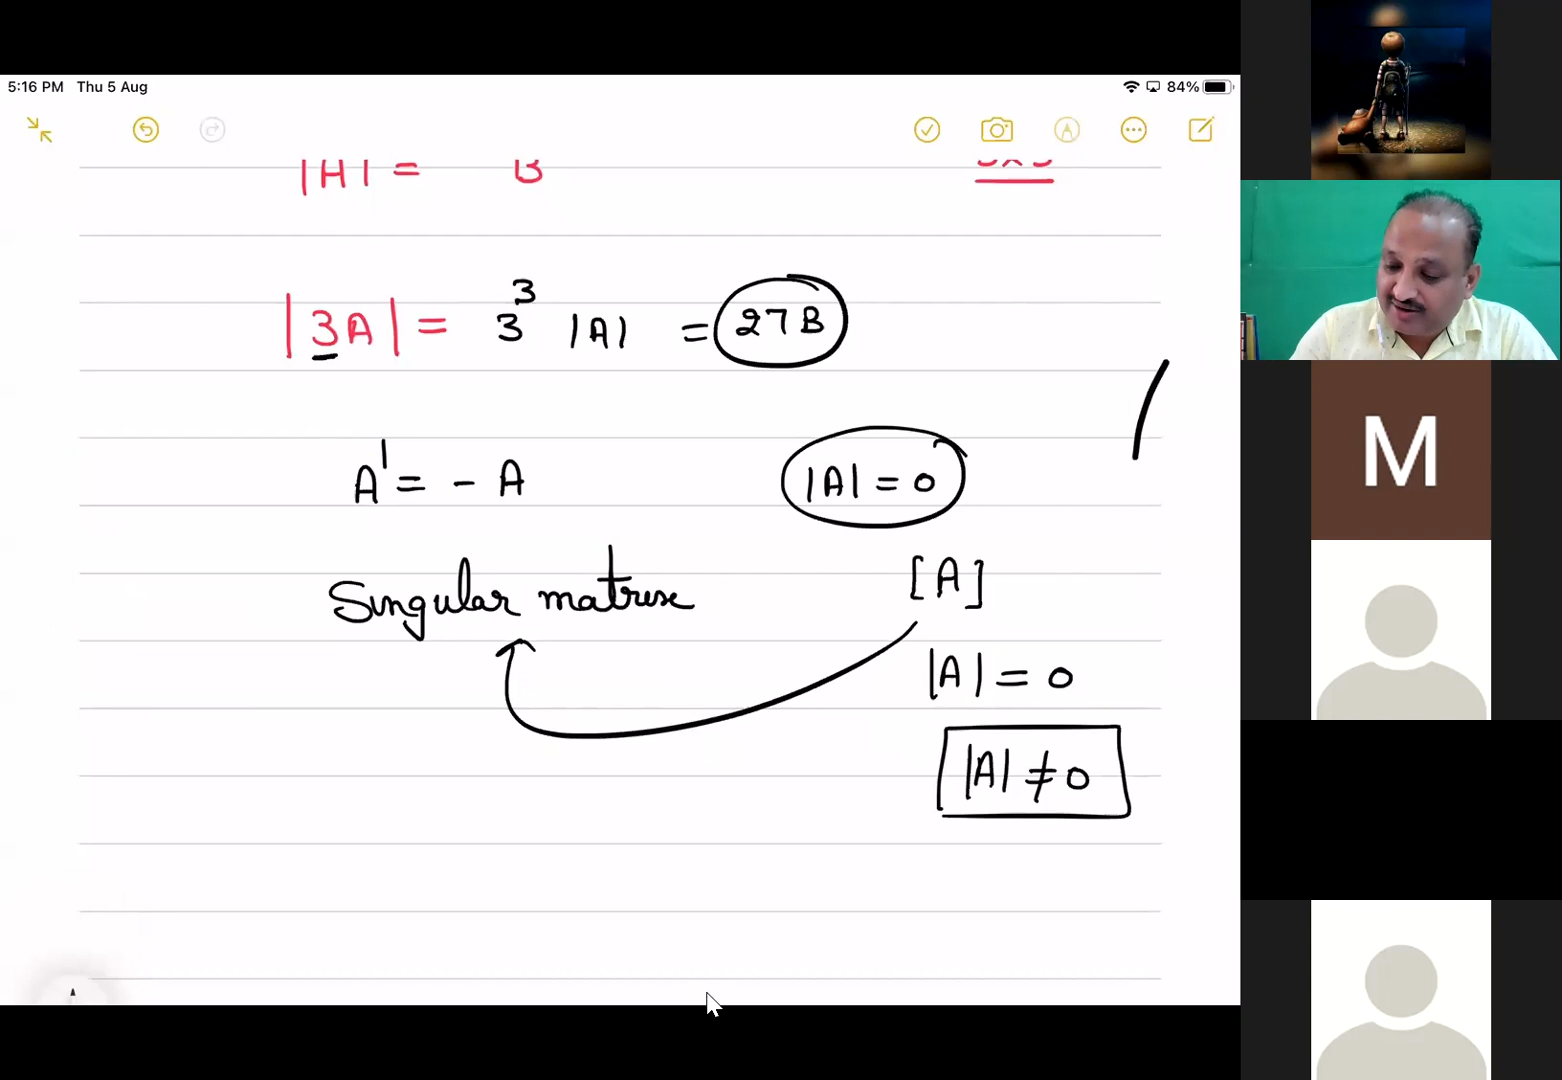 5:16 PM Thu 5 Aug 84%
|A| = B
|3A| = 3³ |A| = 27B
A' = - A |A| = 0
Singular matrix [A]
|A| = 0
|A| ≠ 0
M